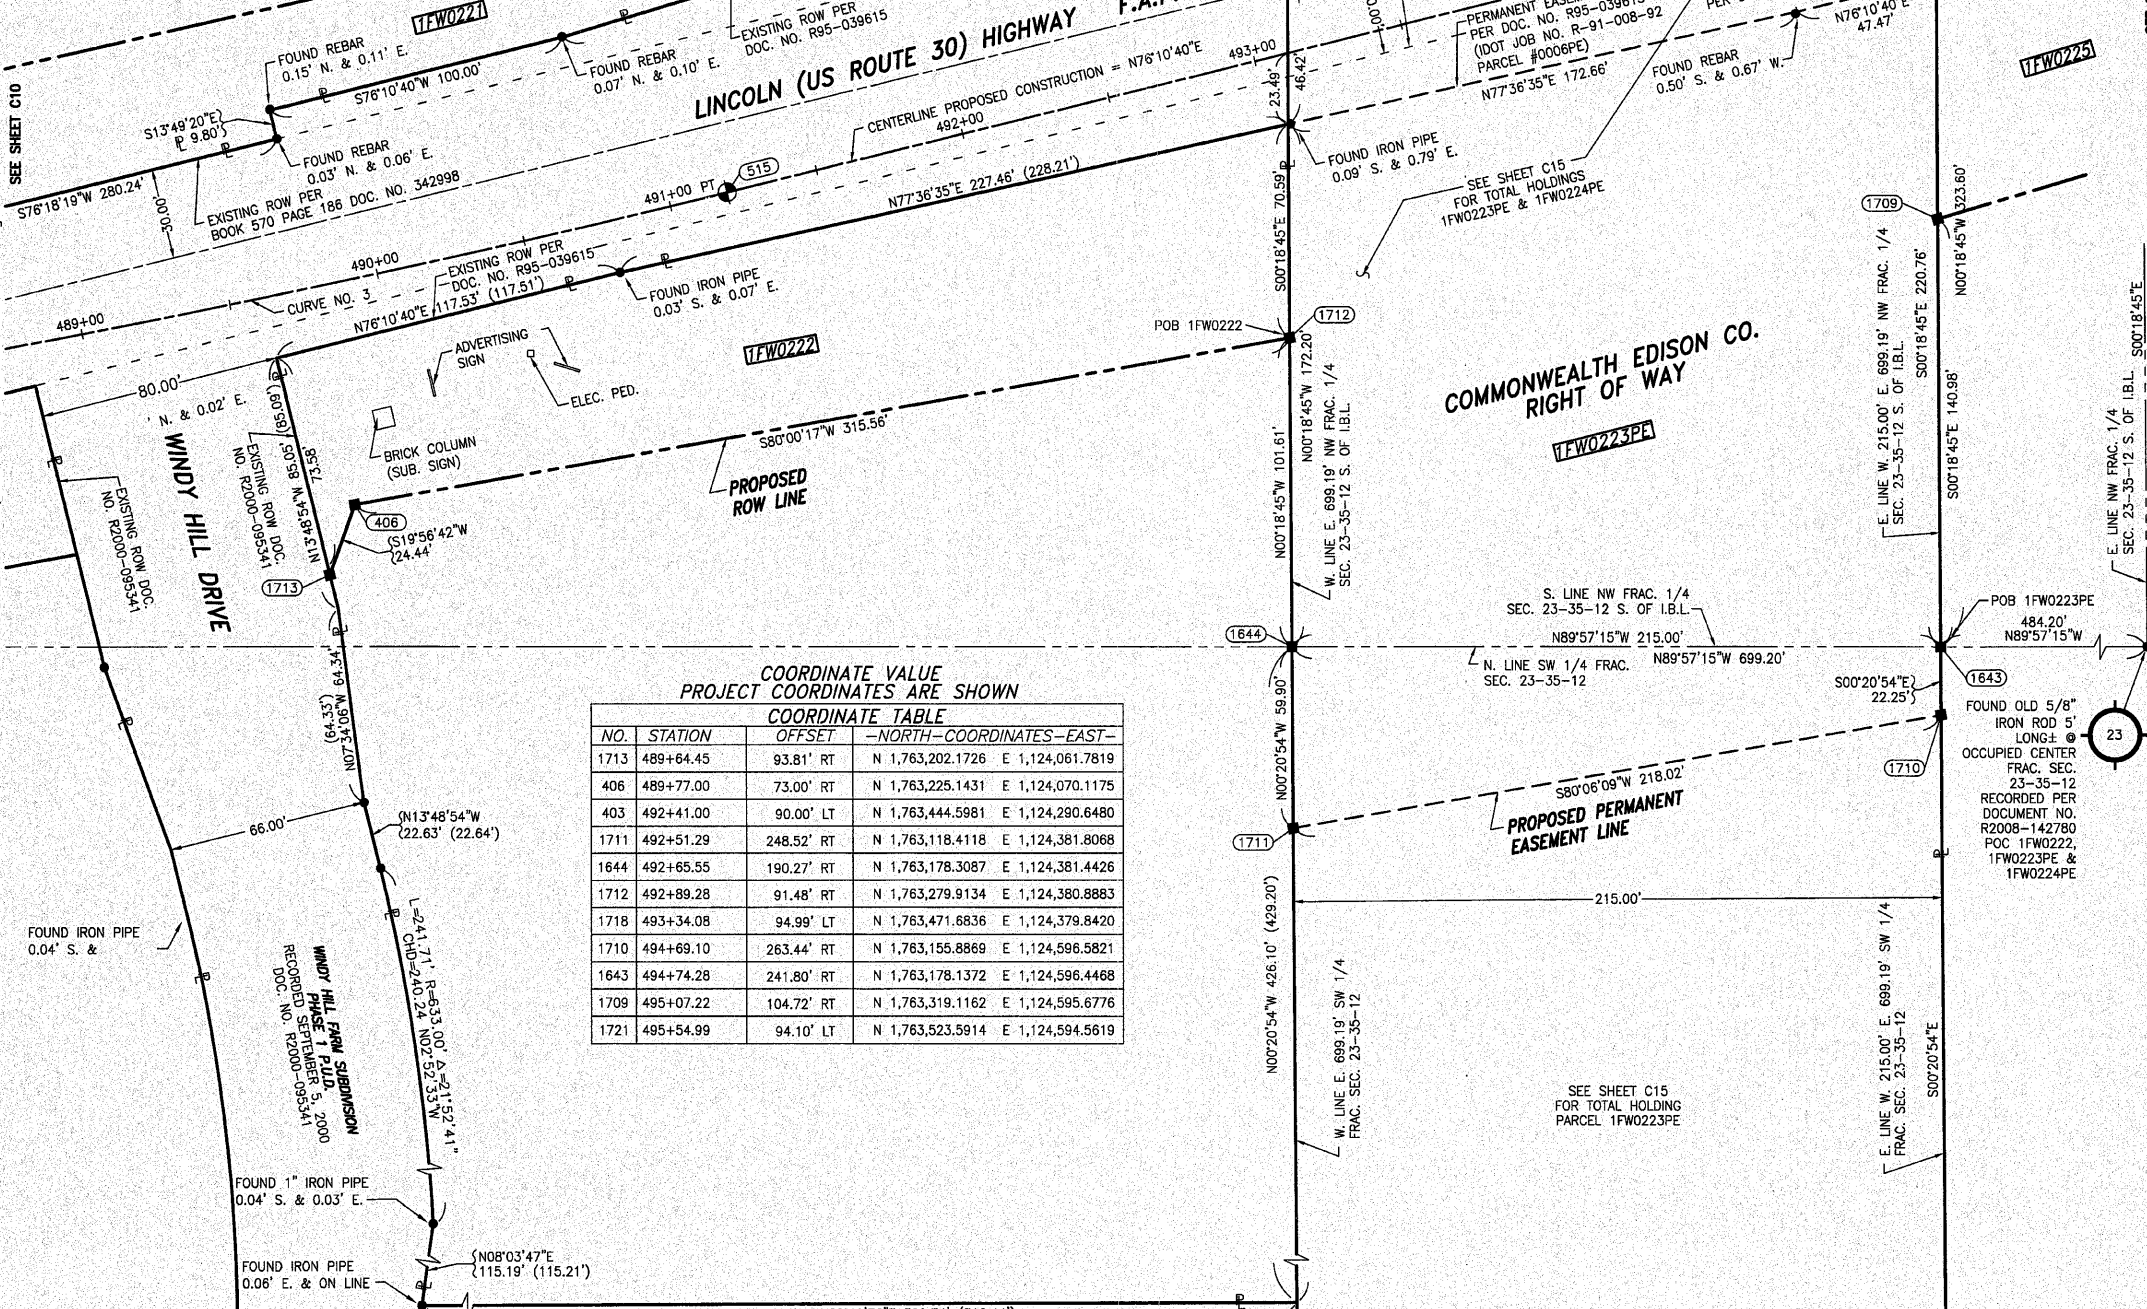 SEE SHEET C10
1FW0221
FOUND REBAR
0.15' N. & 0.11' E.
S76°10'40"W 100.00'
EXISTING ROW PER
DOC. NO. R95-039615
FOUND REBAR
0.07' N. & 0.10' E.
S13°49'20"E
9.80'
FOUND REBAR
0.03' N. & 0.06' E.
S76°18'19"W 280.24'
30.00'
EXISTING ROW PER
BOOK 570 PAGE 186 DOC. NO. 342998
LINCOLN (US ROUTE 30) HIGHWAY
CENTERLINE PROPOSED CONSTRUCTION = N76°10'40"E
489+00
490+00
491+00 PT
515
492+00
493+00
CURVE NO. 3
EXISTING ROW PER
DOC. NO. R95-039615
N76°10'40"E 117.53' (117.51')
N77°36'35"E 227.46' (228.21')
FOUND IRON PIPE
0.03' S. & 0.07' E.
23.49'
46.42'
PER DOC. NO. R95-039615
(IDOT JOB NO. R-91-008-92
PARCEL #0006PE)
N77°36'35"E 172.66'
FOUND REBAR
0.50' S. & 0.67' W.
N76°10'40"E
47.47'
1FW0225
FOUND IRON PIPE
0.09' S. & 0.79' E.
SEE SHEET C15
FOR TOTAL HOLDINGS
1FW0223PE & 1FW0224PE
S00°18'45"E 70.59'
1709
N00°18'45"W 323.60'
80.00'
' N. & 0.02' E.
WINDY HILL DRIVE
EXISTING ROW DOC.
NO. R2000-095341
EXISTING ROW DOC.
NO. R2000-095341
N13°48'54"W 85.05' (85.09')
73.58'
ADVERTISING
SIGN
ELEC. PED.
BRICK COLUMN
(SUB. SIGN)
1FW0222
POB 1FW0222
1712
S80°00'17"W 315.56'
PROPOSED
ROW LINE
406
S19°56'42"W
24.44'
1713
N00°18'45"W 101.61'
N00°18'45"W 172.20'
W. LINE E. 699.19' NW FRAC. 1/4
SEC. 23-35-12 S. OF I.B.L.
COMMONWEALTH EDISON CO.
RIGHT OF WAY
1FW0223PE
E. LINE W. 215.00' E. 699.19' NW FRAC. 1/4
SEC. 23-35-12 S. OF I.B.L.
S00°18'45"E 220.76'
S00°18'45"E 140.98'
E. LINE NW FRAC. 1/4
SEC. 23-35-12 S. OF I.B.L.
S00°18'45"E
S. LINE NW FRAC. 1/4
SEC. 23-35-12 S. OF I.B.L.
1644
N89°57'15"W 215.00'
N89°57'15"W 699.20'
N. LINE SW 1/4 FRAC.
SEC. 23-35-12
POB 1FW0223PE
484.20'
N89°57'15"W
1643
S00°20'54"E
22.25'
FOUND OLD 5/8"
IRON ROD 5'
LONG± @
OCCUPIED CENTER
FRAC. SEC.
23-35-12
RECORDED PER
DOCUMENT NO.
R2008-142780
POC 1FW0222,
1FW0223PE &
1FW0224PE
23
1710
N00°20'54"W 59.90'
1711
S80°06'09"W 218.02'
PROPOSED PERMANENT
EASEMENT LINE
215.00'
N07°34'06"W 64.34'
(64.33')
66.00'
N13°48'54"W
22.63' (22.64')
COORDINATE VALUE
PROJECT COORDINATES ARE SHOWN
COORDINATE TABLE
NO. STATION OFFSET -NORTH-COORDINATES-EAST-
1713 489+64.45 93.81' RT N 1,763,202.1726 E 1,124,061.7819
406 489+77.00 73.00' RT N 1,763,225.1431 E 1,124,070.1175
403 492+41.00 90.00' LT N 1,763,444.5981 E 1,124,290.6480
1711 492+51.29 248.52' RT N 1,763,118.4118 E 1,124,381.8068
1644 492+65.55 190.27' RT N 1,763,178.3087 E 1,124,381.4426
1712 492+89.28 91.48' RT N 1,763,279.9134 E 1,124,380.8883
1718 493+34.08 94.99' LT N 1,763,471.6836 E 1,124,379.8420
1710 494+69.10 263.44' RT N 1,763,155.8869 E 1,124,596.5821
1643 494+74.28 241.80' RT N 1,763,178.1372 E 1,124,596.4468
1709 495+07.22 104.72' RT N 1,763,319.1162 E 1,124,595.6776
1721 495+54.99 94.10' LT N 1,763,523.5914 E 1,124,594.5619
FOUND IRON PIPE
0.04' S. &
L=241.71' R=633.00' Δ=21°52'41"
CHD=240.24' N02°52'33"W
WINDY HILL FARM SUBDIVISION
PHASE 1 P.U.D.
RECORDED SEPTEMBER 5, 2000
DOC. NO. R2000-095341
N00°20'54"W 426.10' (429.20')
W. LINE E. 699.19' SW 1/4
FRAC. SEC. 23-35-12
SEE SHEET C15
FOR TOTAL HOLDING
PARCEL 1FW0223PE
E. LINE W. 215.00' E. 699.19' SW 1/4
FRAC. SEC. 23-35-12
S00°20'54"E
FOUND 1" IRON PIPE
0.04' S. & 0.03' E.
FOUND IRON PIPE
0.06' E. & ON LINE
N08°03'47"E
115.19' (115.21')